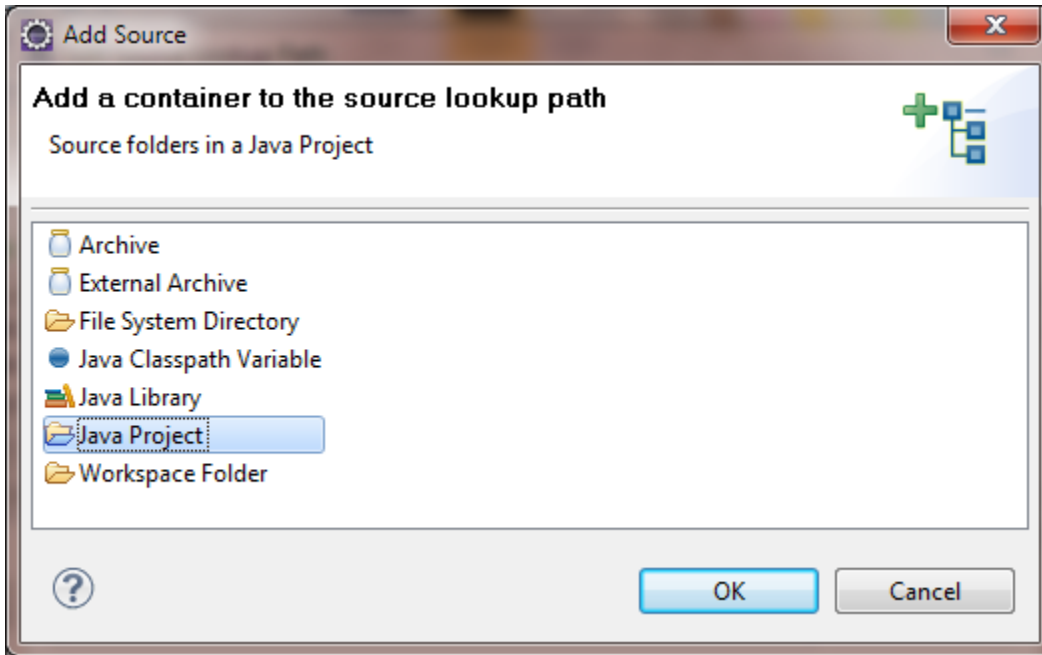 Add Source
Add a container to the source lookup path
Source folders in a Java Project
Archive
External Archive
File System Directory
Java Classpath Variable
Java Library
Java Project
Workspace Folder
?
OK
Cancel